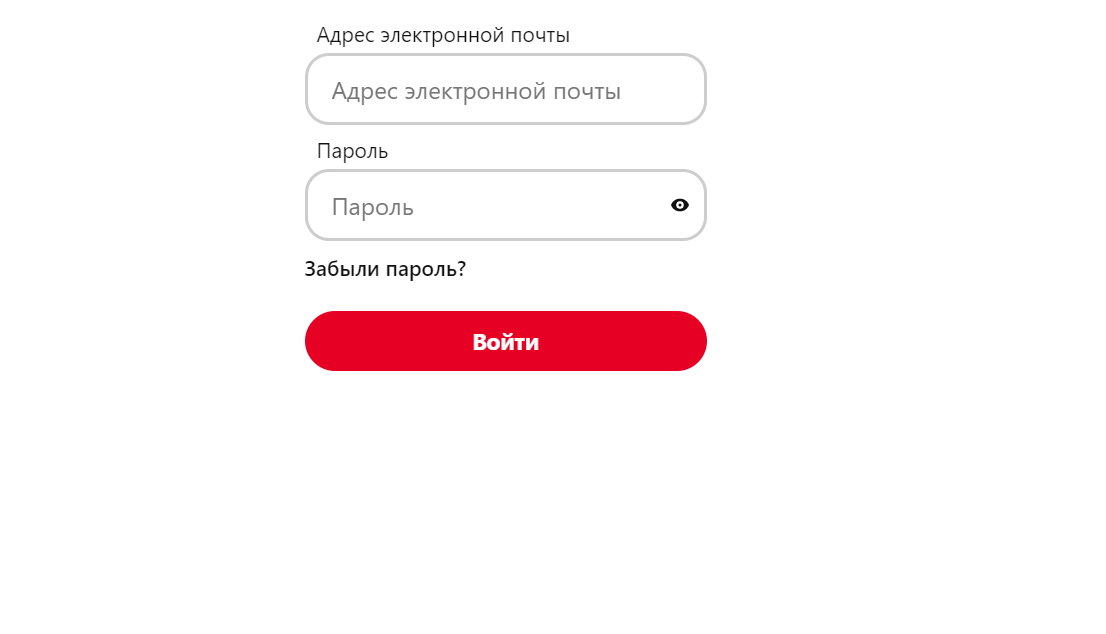 Адрес электронной почты
Адрес электронной почты
Пароль
Пароль
Забыли пароль?
Войти